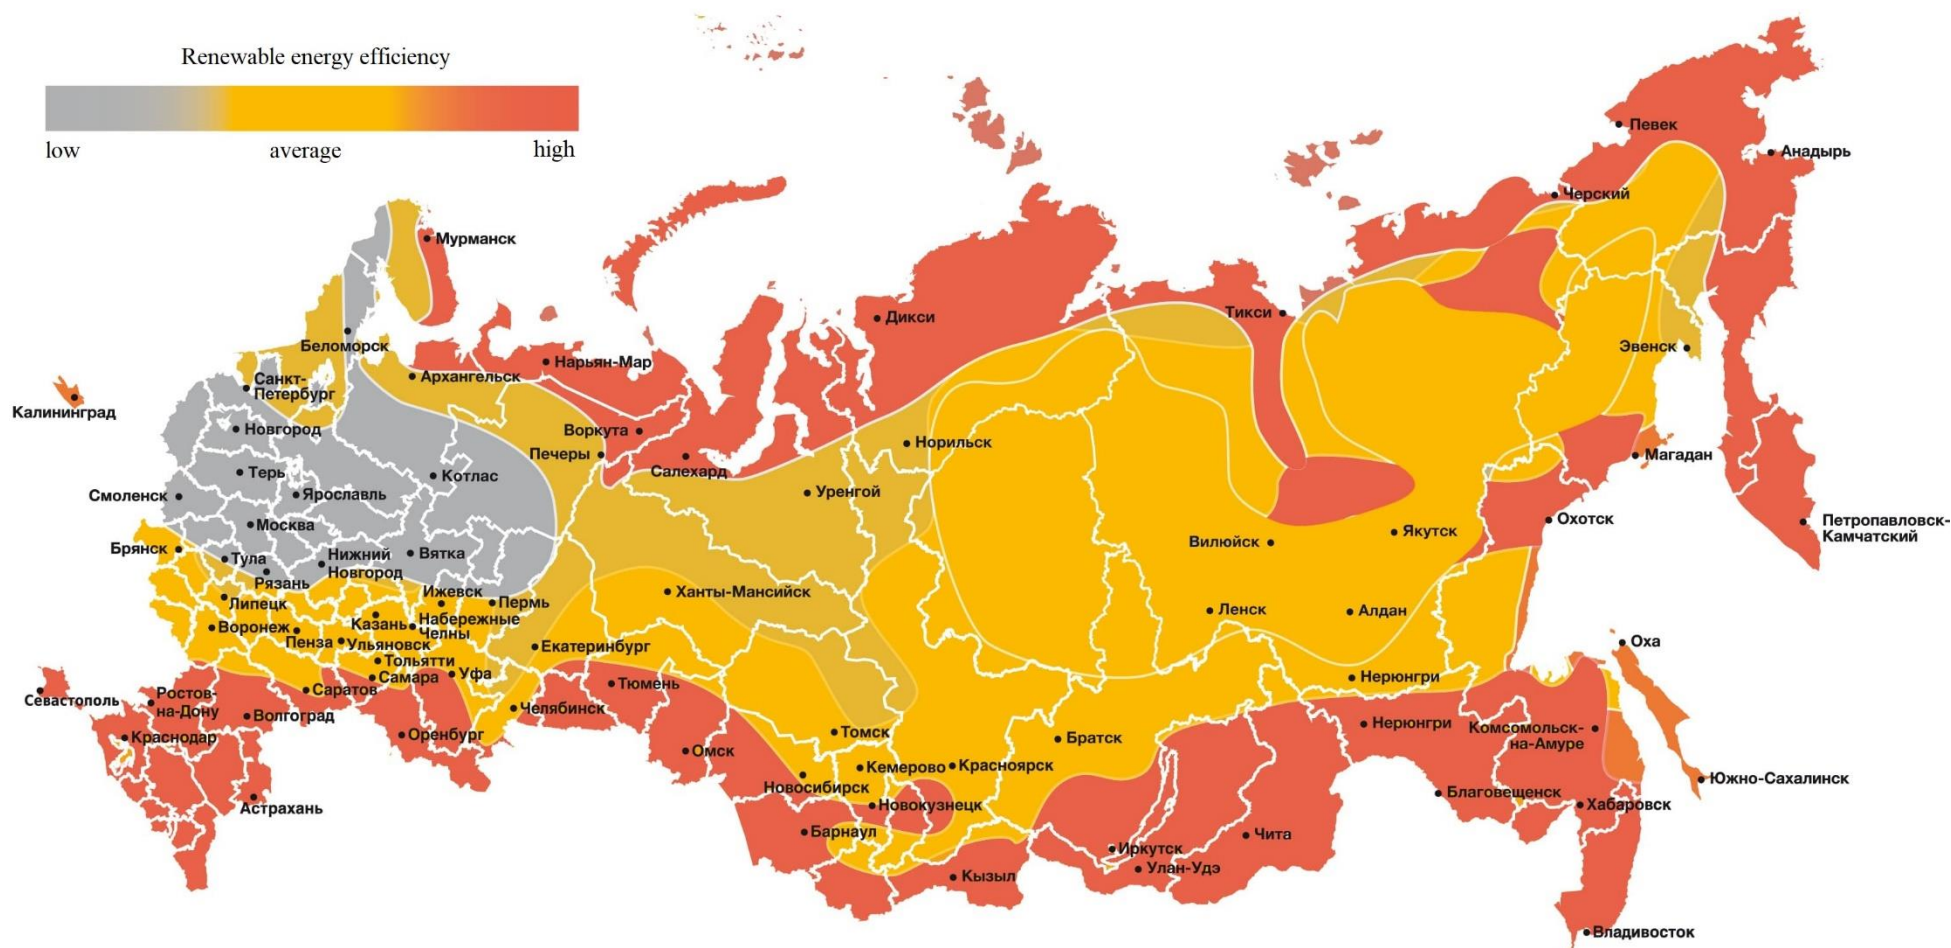 Renewable energy efficiency
low
average
high
Певек
Анадырь
Черский
Мурманск
Дикси
Тикси
Эвенск
Беломорск
Нарьян-Мар
Архангельск
Санкт-
Петербург
Калининград
Новгород
Воркута
Норильск
Печеры
Салехард
Магадан
Терь
Котлас
Уренгой
Смоленск
Ярославль
Москва
Охотск
Петропавловск-
Камчатский
Якутск
Вилюйск
Брянск
Тула
Нижний
Новгород
Вятка
Рязань
Ижевск
Пермь
Ханты-Мансийск
Липецк
Казань
Набережные
Челны
Ленск
Алдан
Воронеж
Пенза
Ульяновск
Екатеринбург
Оха
Тольятти
Самара
Уфа
Нерюнгри
Тюмень
Саратов
Севастополь
Ростов-
на-Дону
Волгоград
Челябинск
Нерюнгри
Комсомольск-
на-Амуре
Краснодар
Оренбург
Томск
Братск
Омск
Кемерово
Красноярск
Южно-Сахалинск
Новосибирск
Астрахань
Новокузнецк
Благовещенск
Хабаровск
Барнаул
Чита
Иркутск
Улан-Удэ
Кызыл
Владивосток